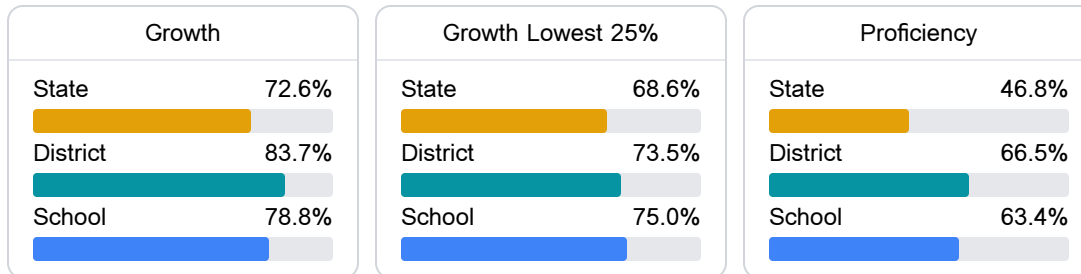 Growth
State 72.6%
District 83.7%
School 78.8%
Growth Lowest 25%
State 68.6%
District 73.5%
School 75.0%
Proficiency
State 46.8%
District 66.5%
School 63.4%